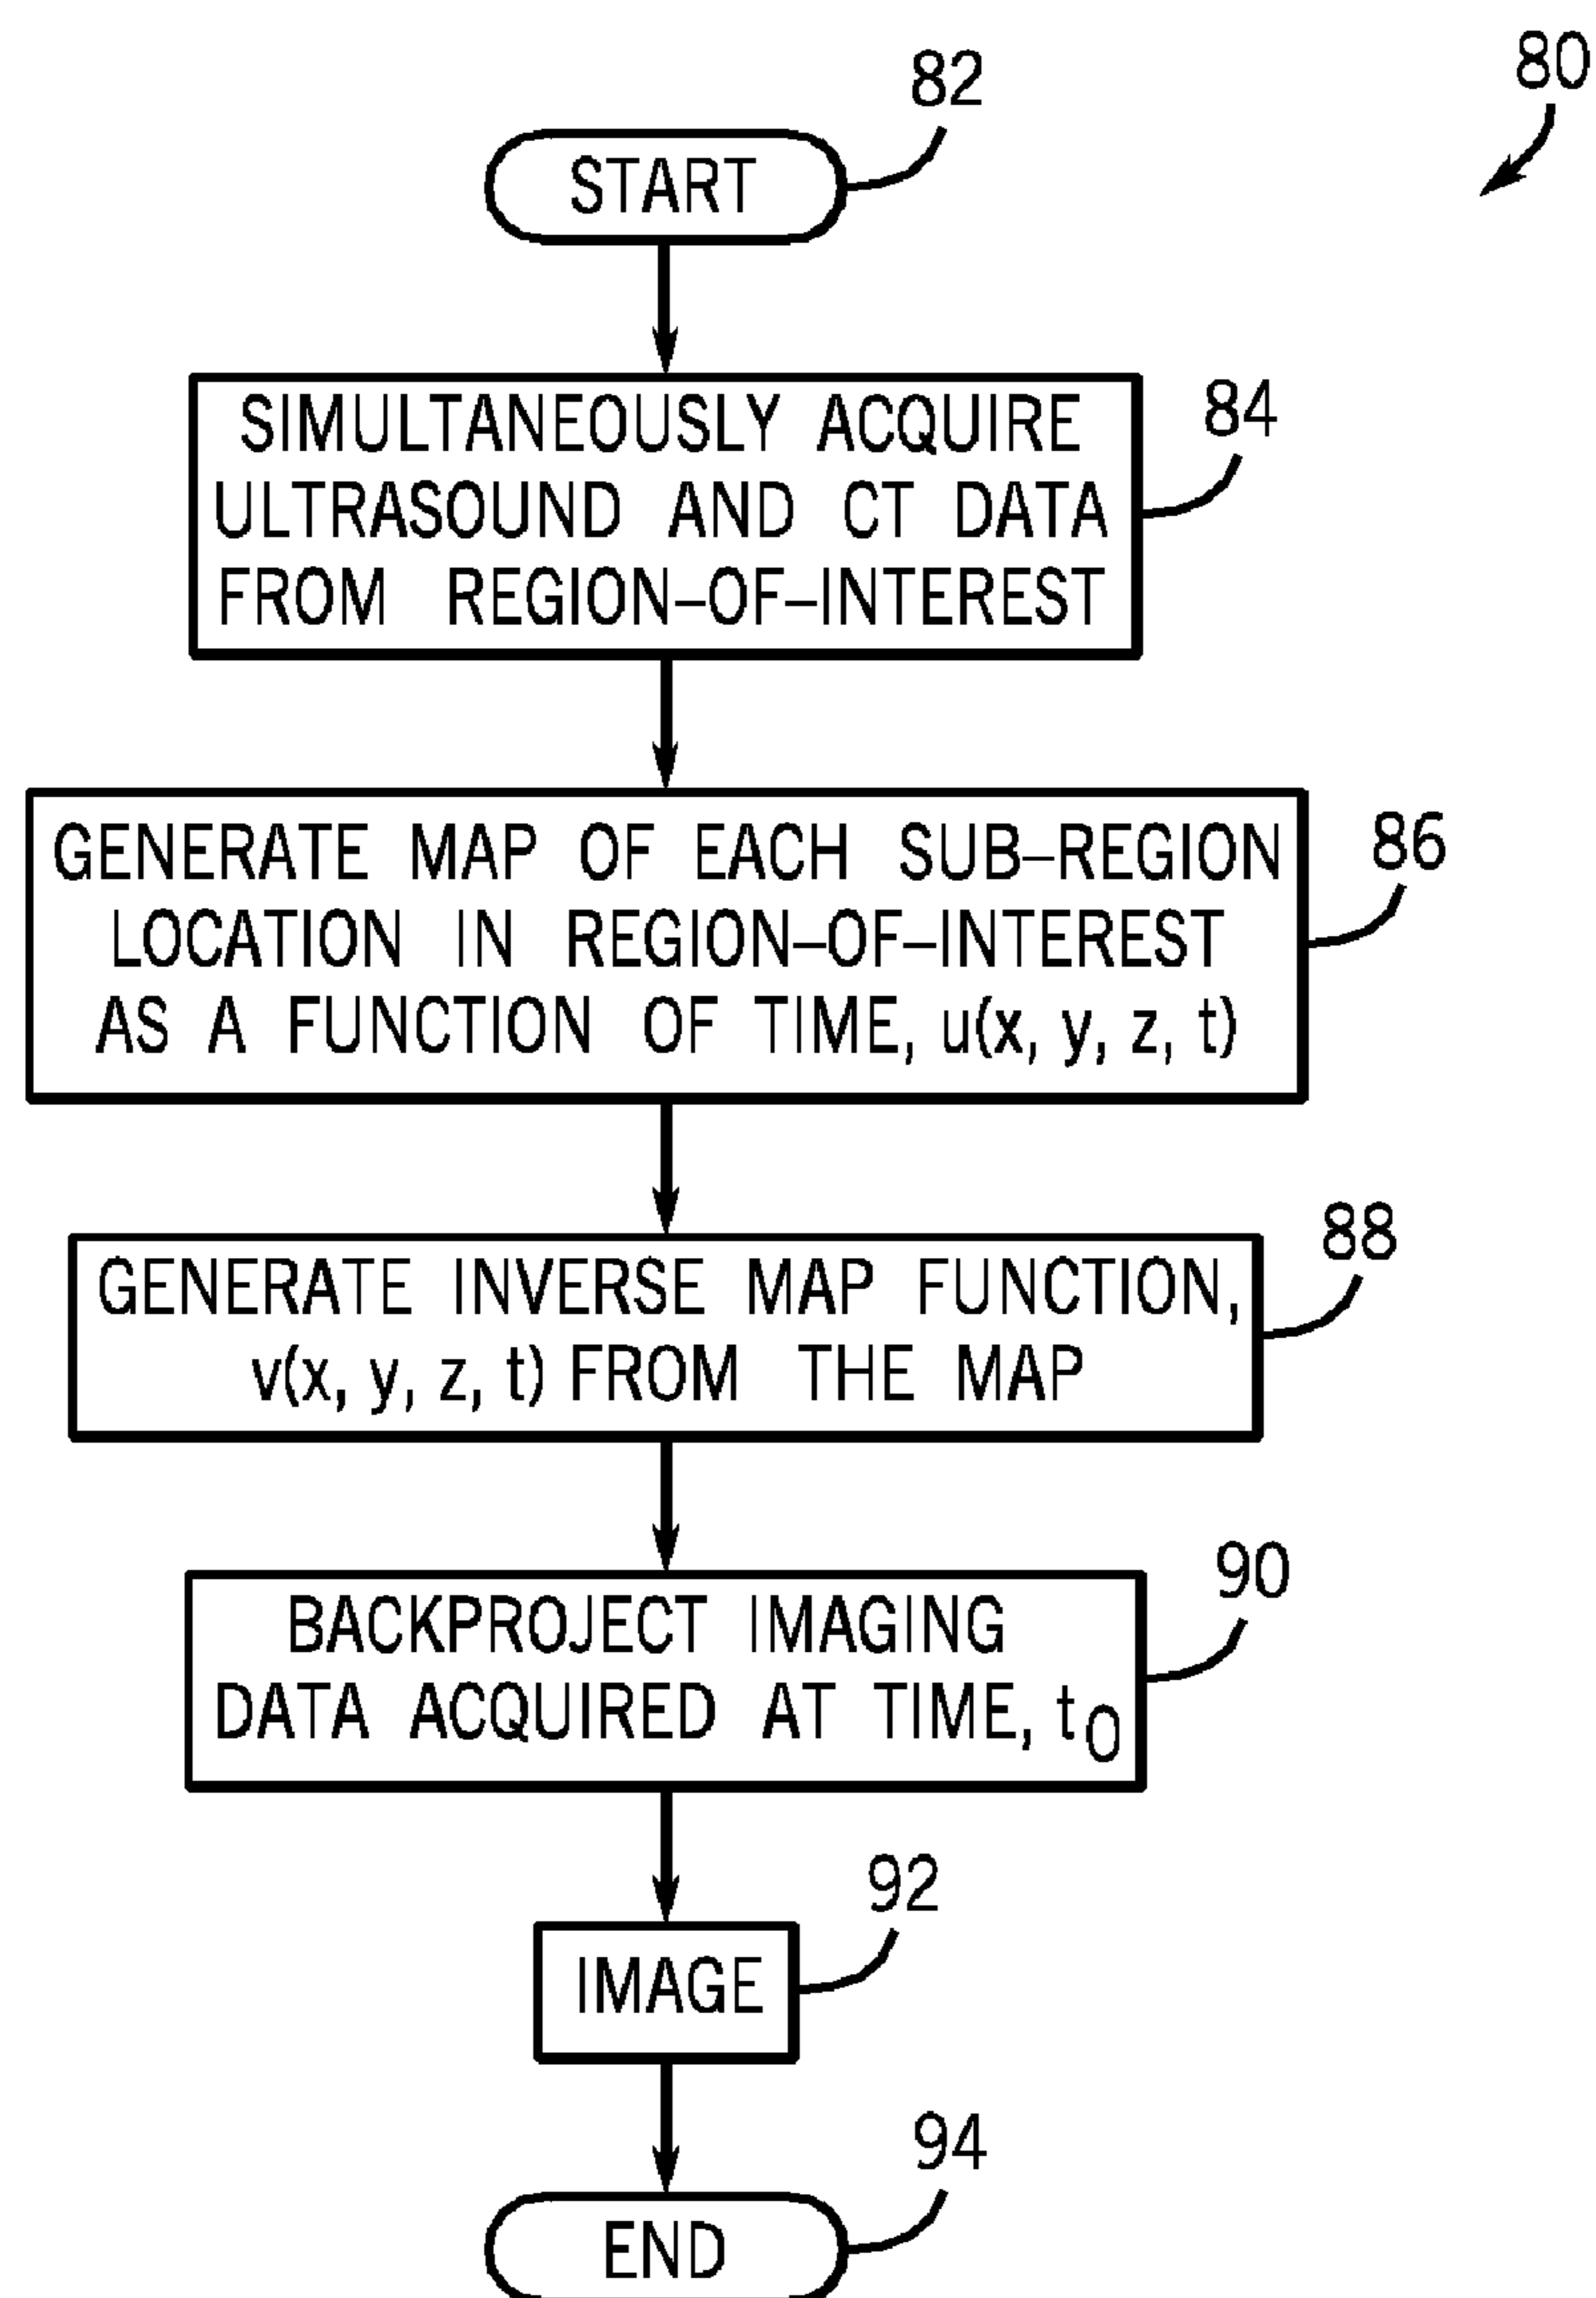 80
82
START
84
SIMULTANEOUSLY ACQUIRE
ULTRASOUND AND CT DATA
FROM REGION–OF–INTEREST
86
GENERATE MAP OF EACH SUB–REGION
LOCATION IN REGION–OF–INTEREST
AS A FUNCTION OF TIME, u(x, y, z, t)
88
GENERATE INVERSE MAP FUNCTION,
v(x, y, z, t) FROM THE MAP
90
BACKPROJECT IMAGING
DATA ACQUIRED AT TIME, t0
92
IMAGE
94
END